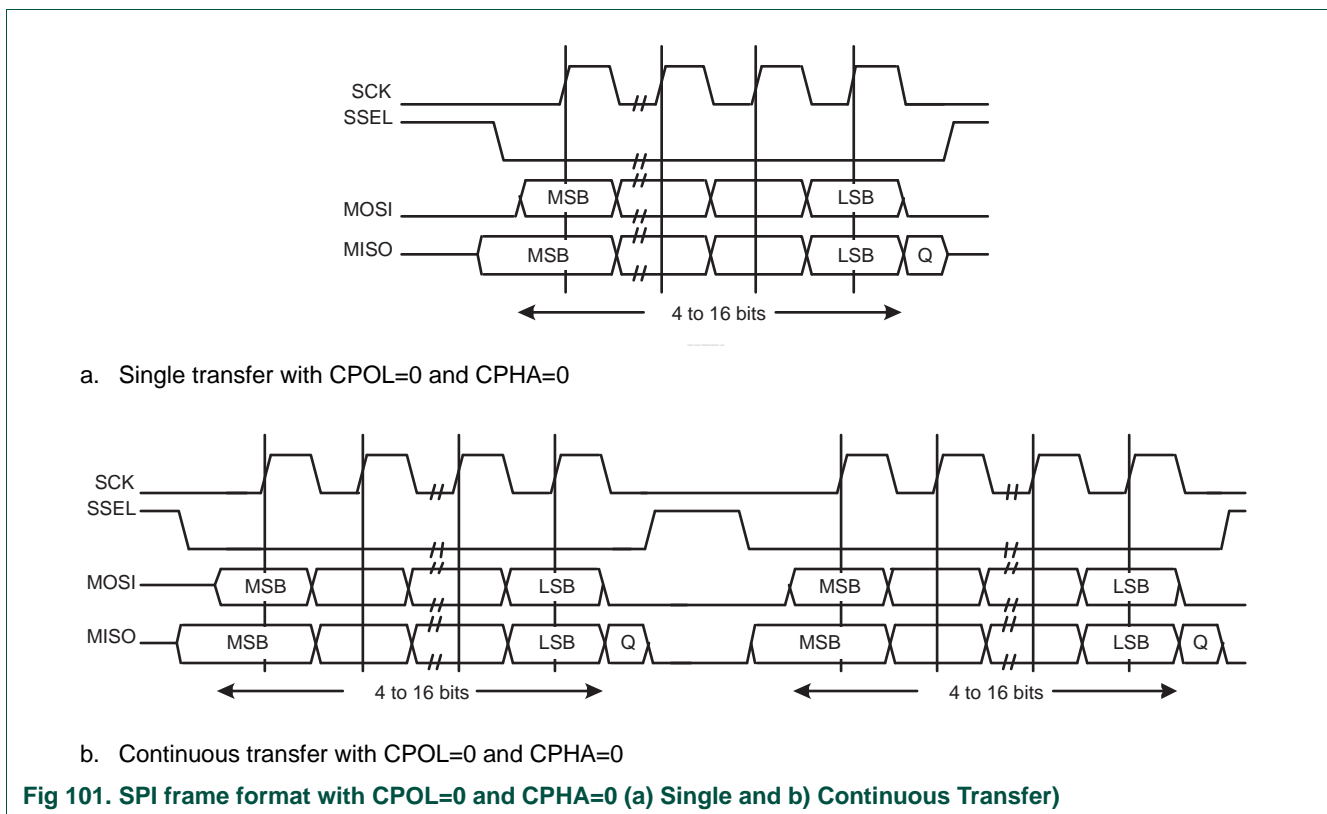 SCK
SSEL
MOSI MSB LSB
MISO MSB LSB Q
4 to 16 bits
a. Single transfer with CPOL=0 and CPHA=0
SCK
SSEL
MOSI MSB LSB MSB LSB
MISO MSB LSB Q MSB LSB Q
4 to 16 bits 4 to 16 bits
b. Continuous transfer with CPOL=0 and CPHA=0
Fig 101. SPI frame format with CPOL=0 and CPHA=0 (a) Single and b) Continuous Transfer)